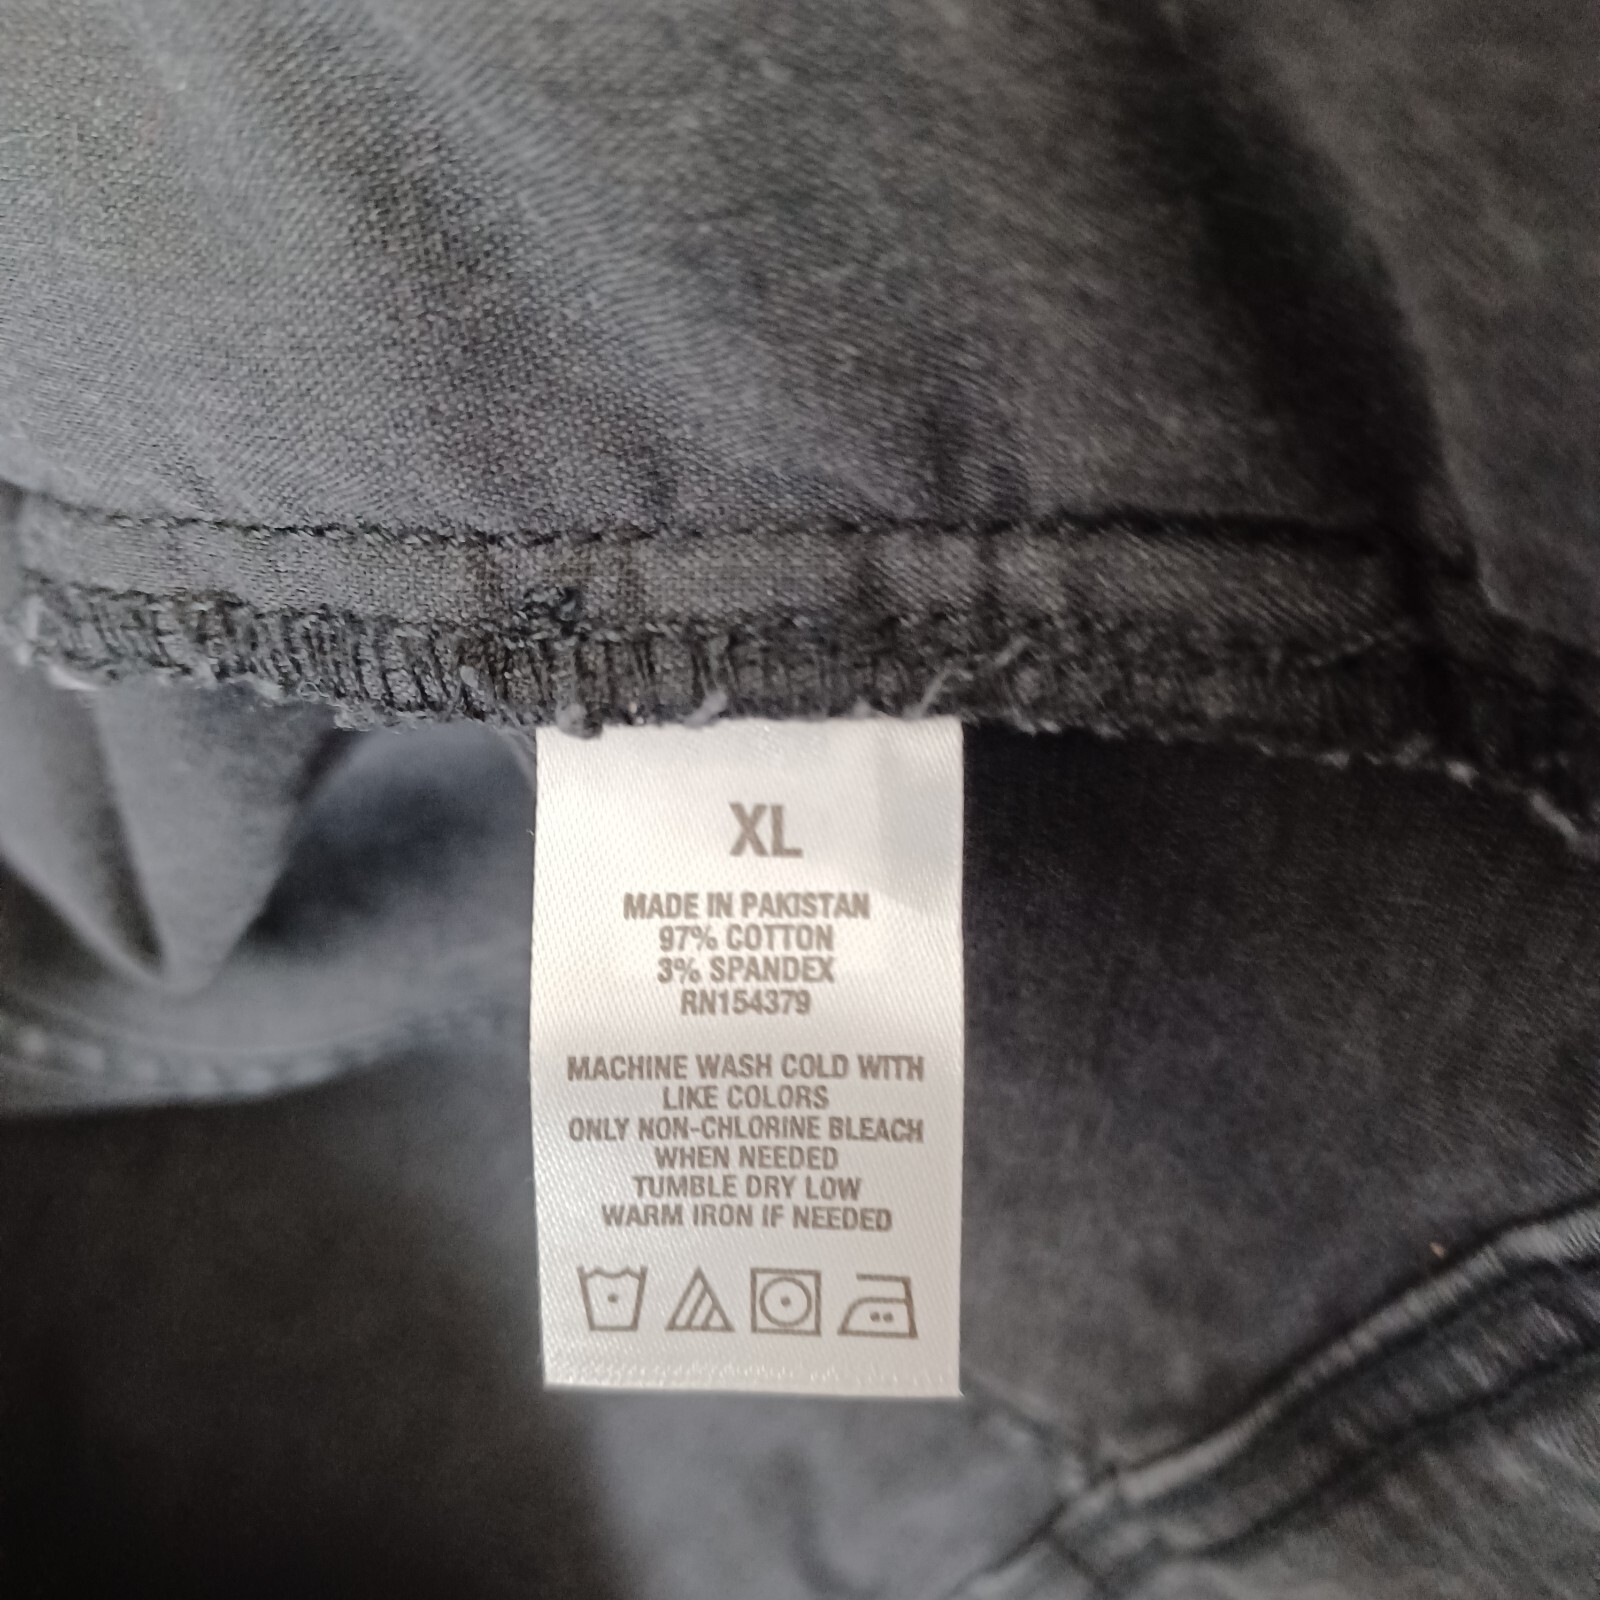 XL
MADE IN PAKISTAN
97% COTTON
3% SPANDEX
RN154379
MACHINE WASH COLD WITH
LIKE COLORS
ONLY NON-CHLORINE BLEACH
WHEN NEEDED
TUMBLE DRY LOW
WARM IRON IF NEEDED